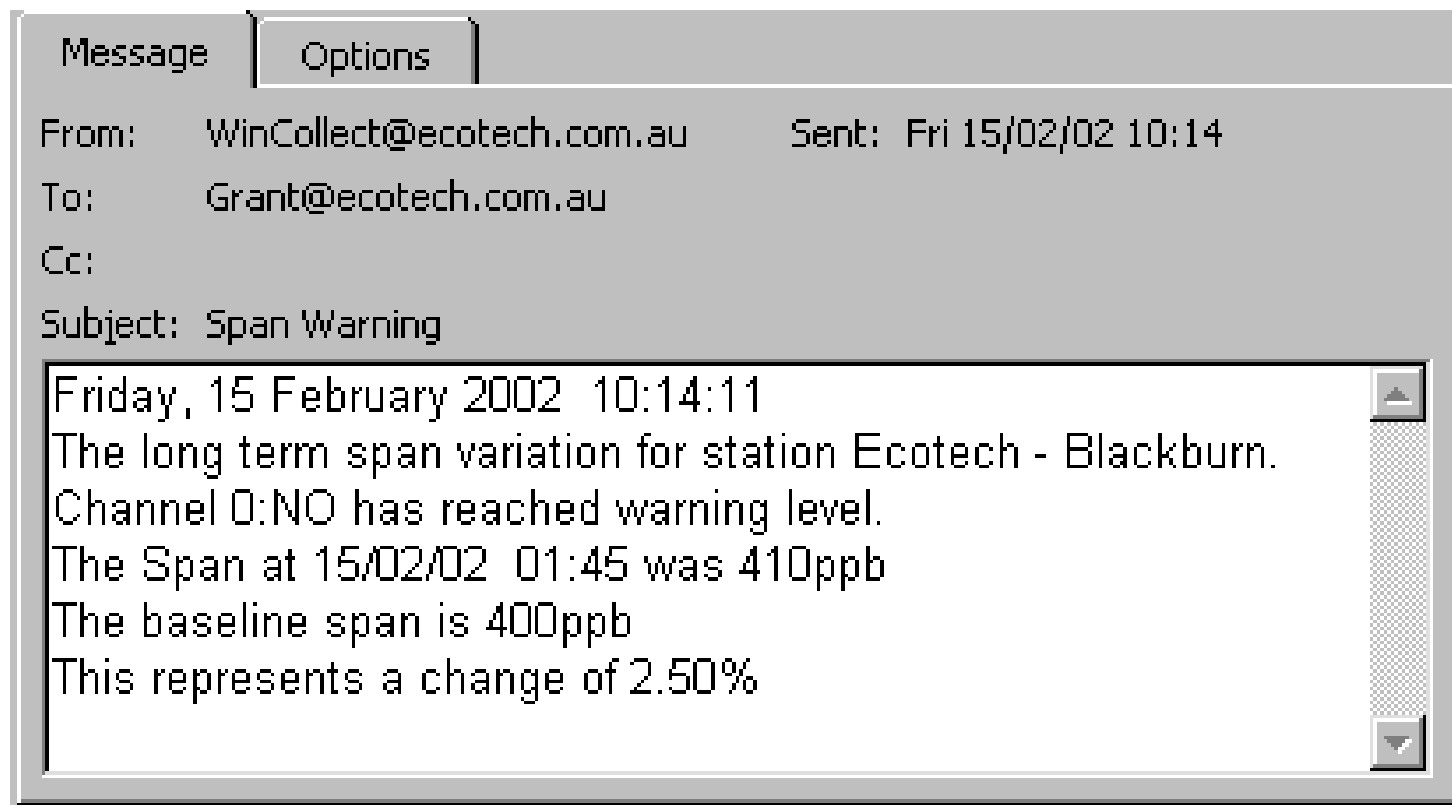 Message Options
From: WinCollect@ecotech.com.au Sent: Fri 15/02/02 10:14
To: Grant@ecotech.com.au
Cc:
Subject: Span Warning
Friday, 15 February 2002  10:14:11
The long term span variation for station Ecotech - Blackburn.
Channel 0:NO has reached warning level.
The Span at 15/02/02  01:45 was 410ppb
The baseline span is 400ppb
This represents a change of 2.50%